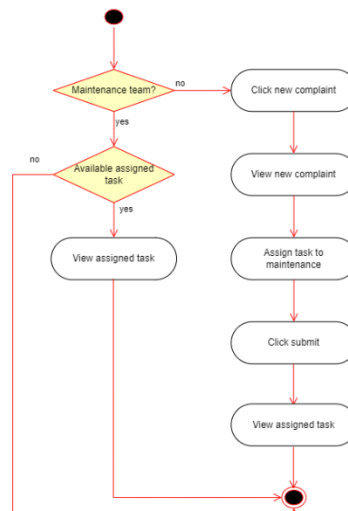 Maintenance team?
no
Click new complaint
yes
no
Available assigned
task
View new complaint
yes
View assigned task
Assign task to
maintenance
Click submit
View assigned task